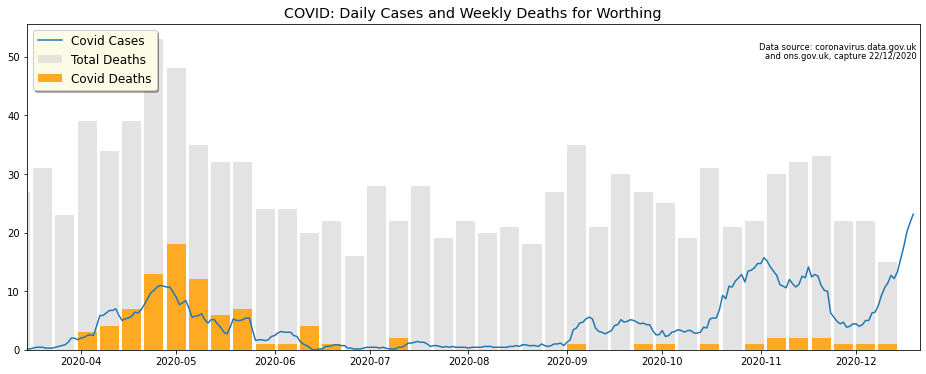 COVID: Daily Cases and Weekly Deaths for Worthing
Covid Cases
Total Deaths
Covid Deaths
Data source: coronavirus.data.gov.uk
and ons.gov.uk, capture 22/12/2020
50
40
30
20
10
0
2020-04 2020-05 2020-06 2020-07 2020-08 2020-09 2020-10 2020-11 2020-12